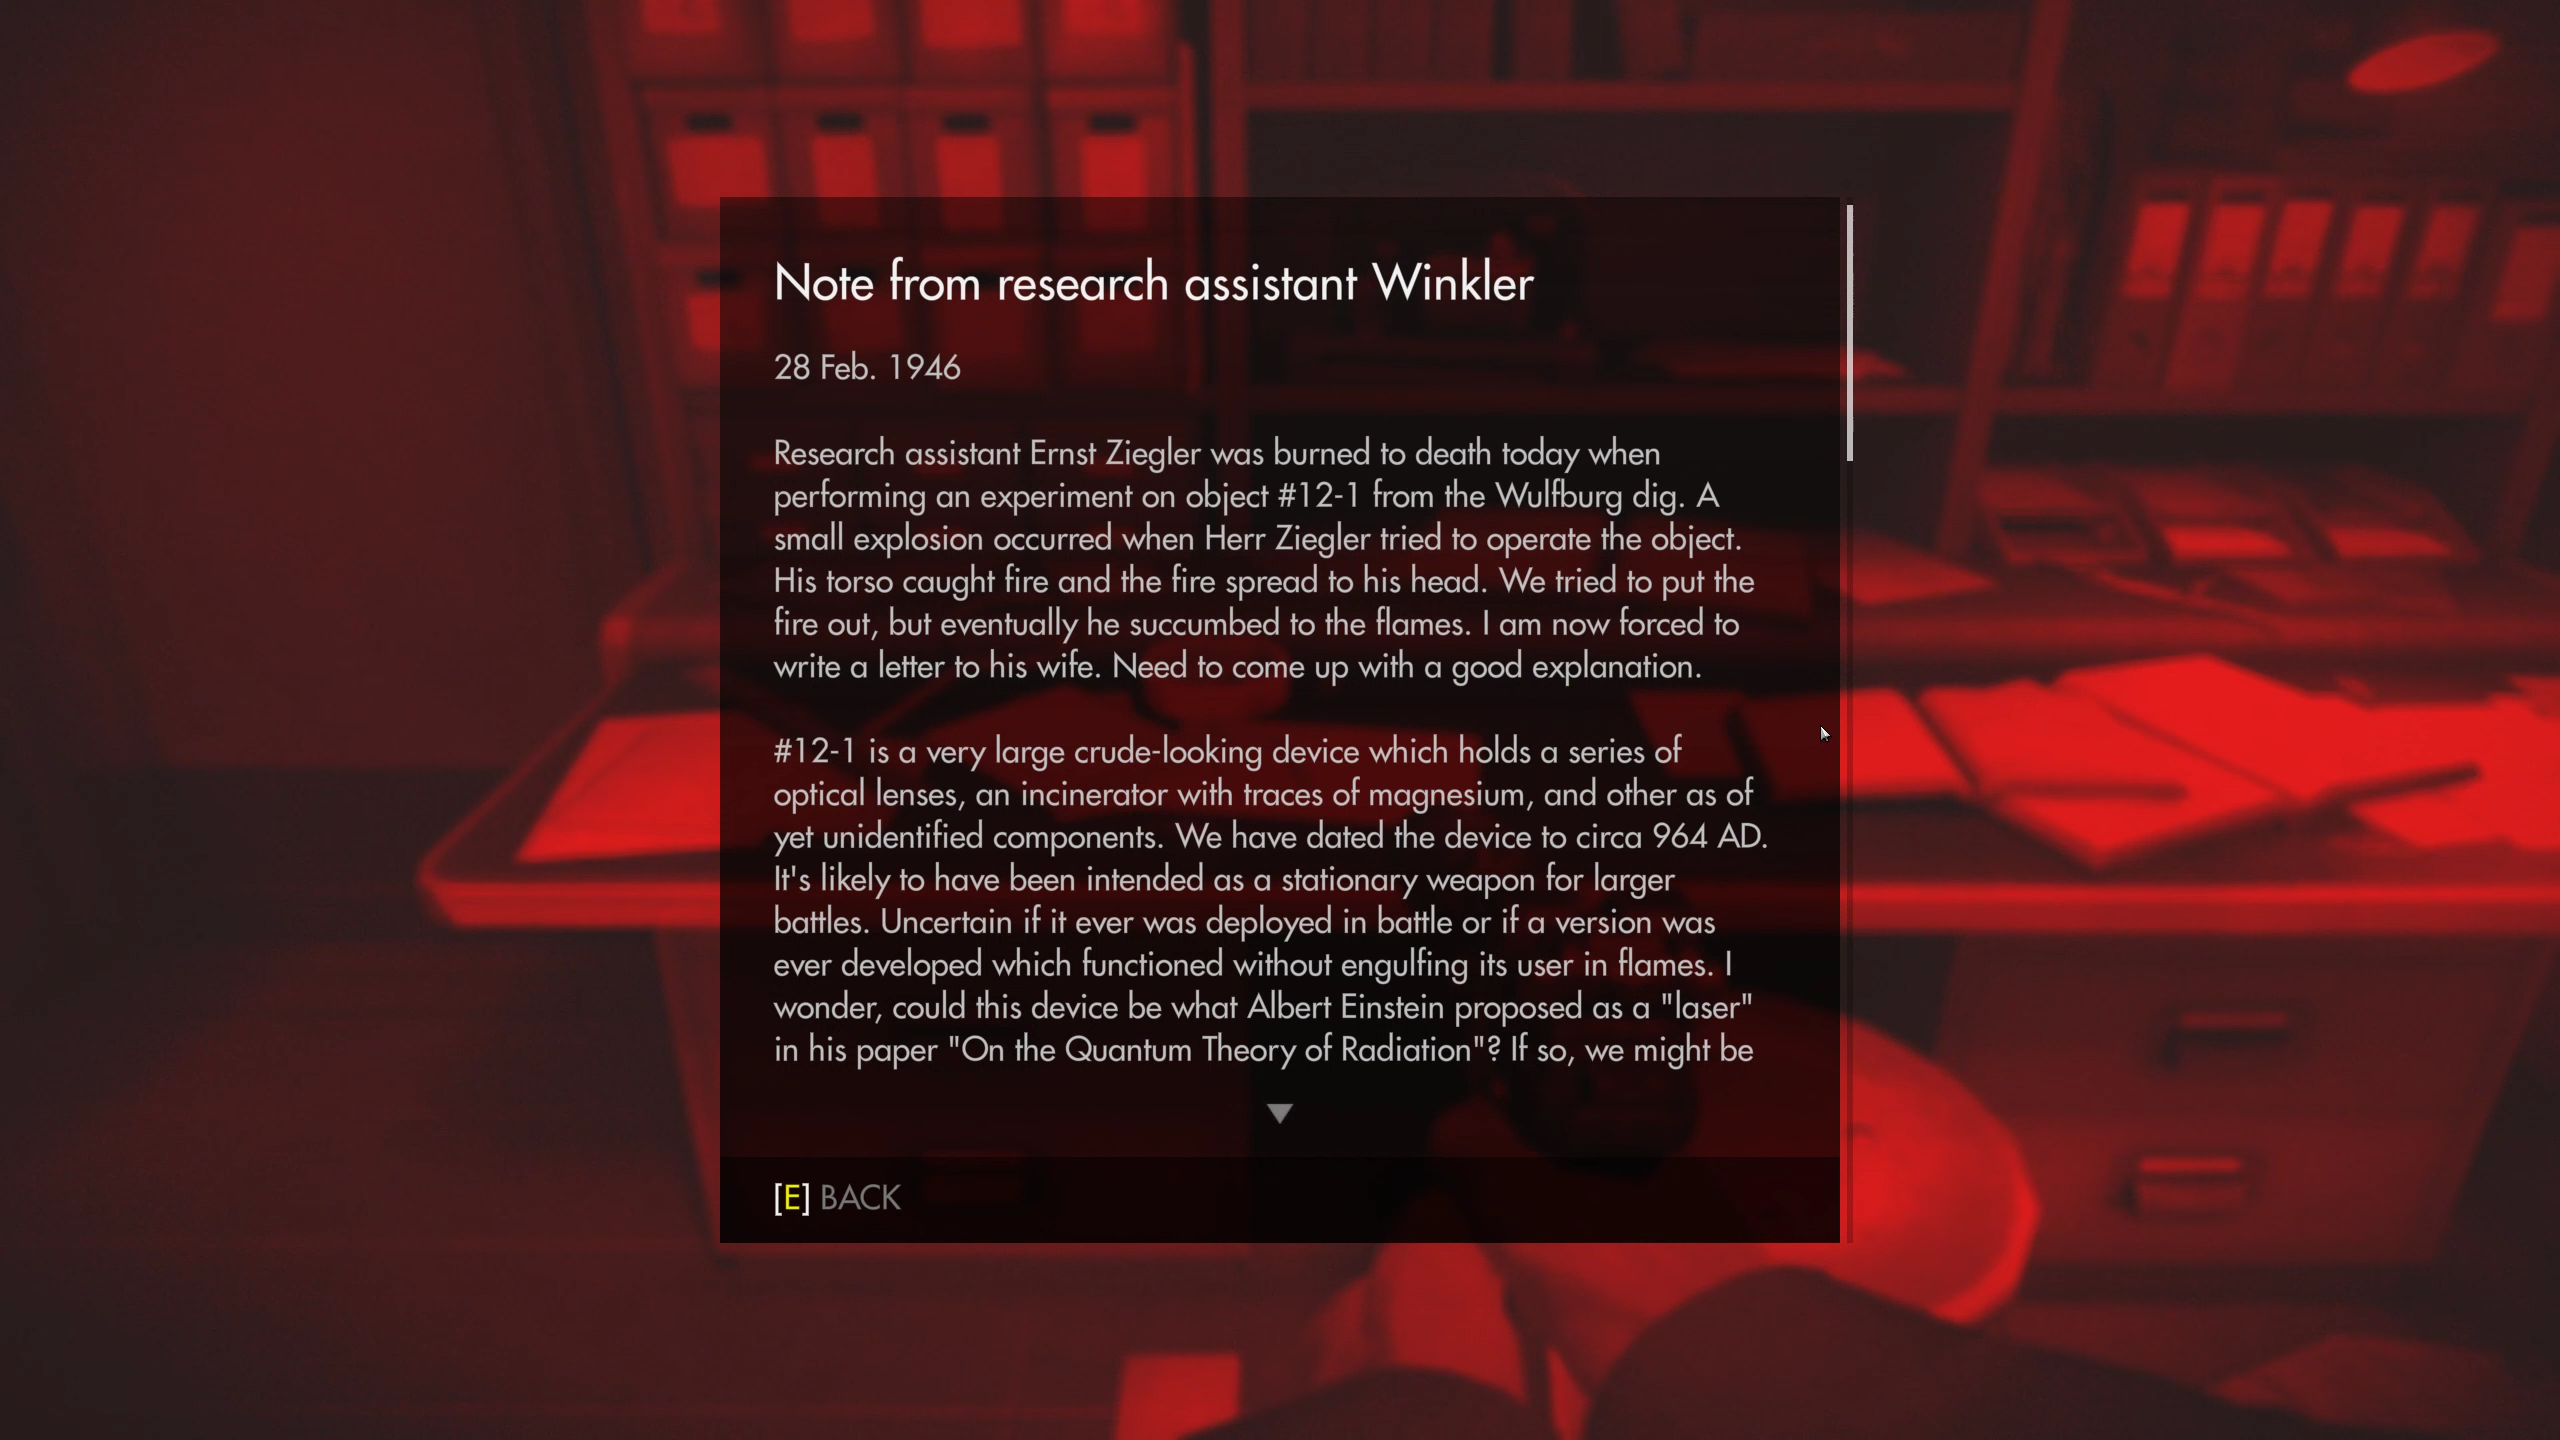 Note from research assistant Winkler
28 Feb. 1946
Research assistant Ernst Ziegler was burned to death today when
performing an experiment on object #12-1 from the Wulfburg dig. A
small explosion occurred when Herr Ziegler tried to operate the object.
His torso caught fire and the fire spread to his head. We tried to put the
fire out, but eventually he succumbed to the flames. I am now forced to
write a letter to his wife. Need to come up with a good explanation.
#12-1 is a very large crude-looking device which holds a series of
optical lenses, an incinerator with traces of magnesium, and other as of
yet unidentified components. We have dated the device to circa 964 AD.
It's likely to have been intended as a stationary weapon for larger
battles. Uncertain if it ever was deployed in battle or if a version was
ever developed which functioned without engulfing its user in flames. I
wonder, could this device be what Albert Einstein proposed as a "laser"
in his paper "On the Quantum Theory of Radiation"? If so, we might be
[E] BACK